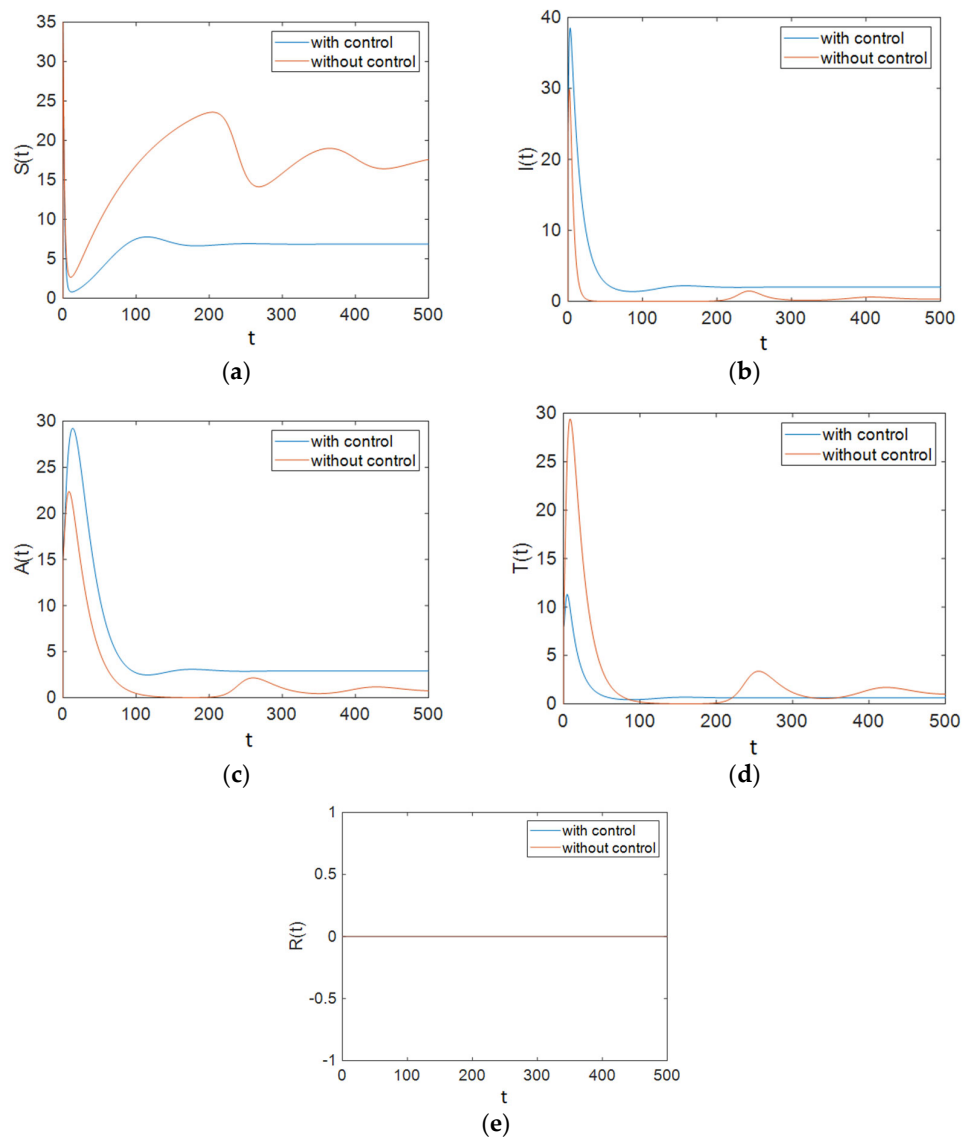 with control
without control
S(t)
35
30
25
20
15
10
5
0
0 100 200 300 400 500
t
(a)
with control
without control
I(t)
40
30
20
10
0
0 100 200 300 400 500
t
(b)
with control
without control
A(t)
30
25
20
15
10
5
0
0 100 200 300 400 500
t
(c)
with control
without control
T(t)
30
25
20
15
10
5
0
0 100 200 300 400 500
t
(d)
with control
without control
R(t)
1
0.5
0
-0.5
-1
0 100 200 300 400 500
t
(e)